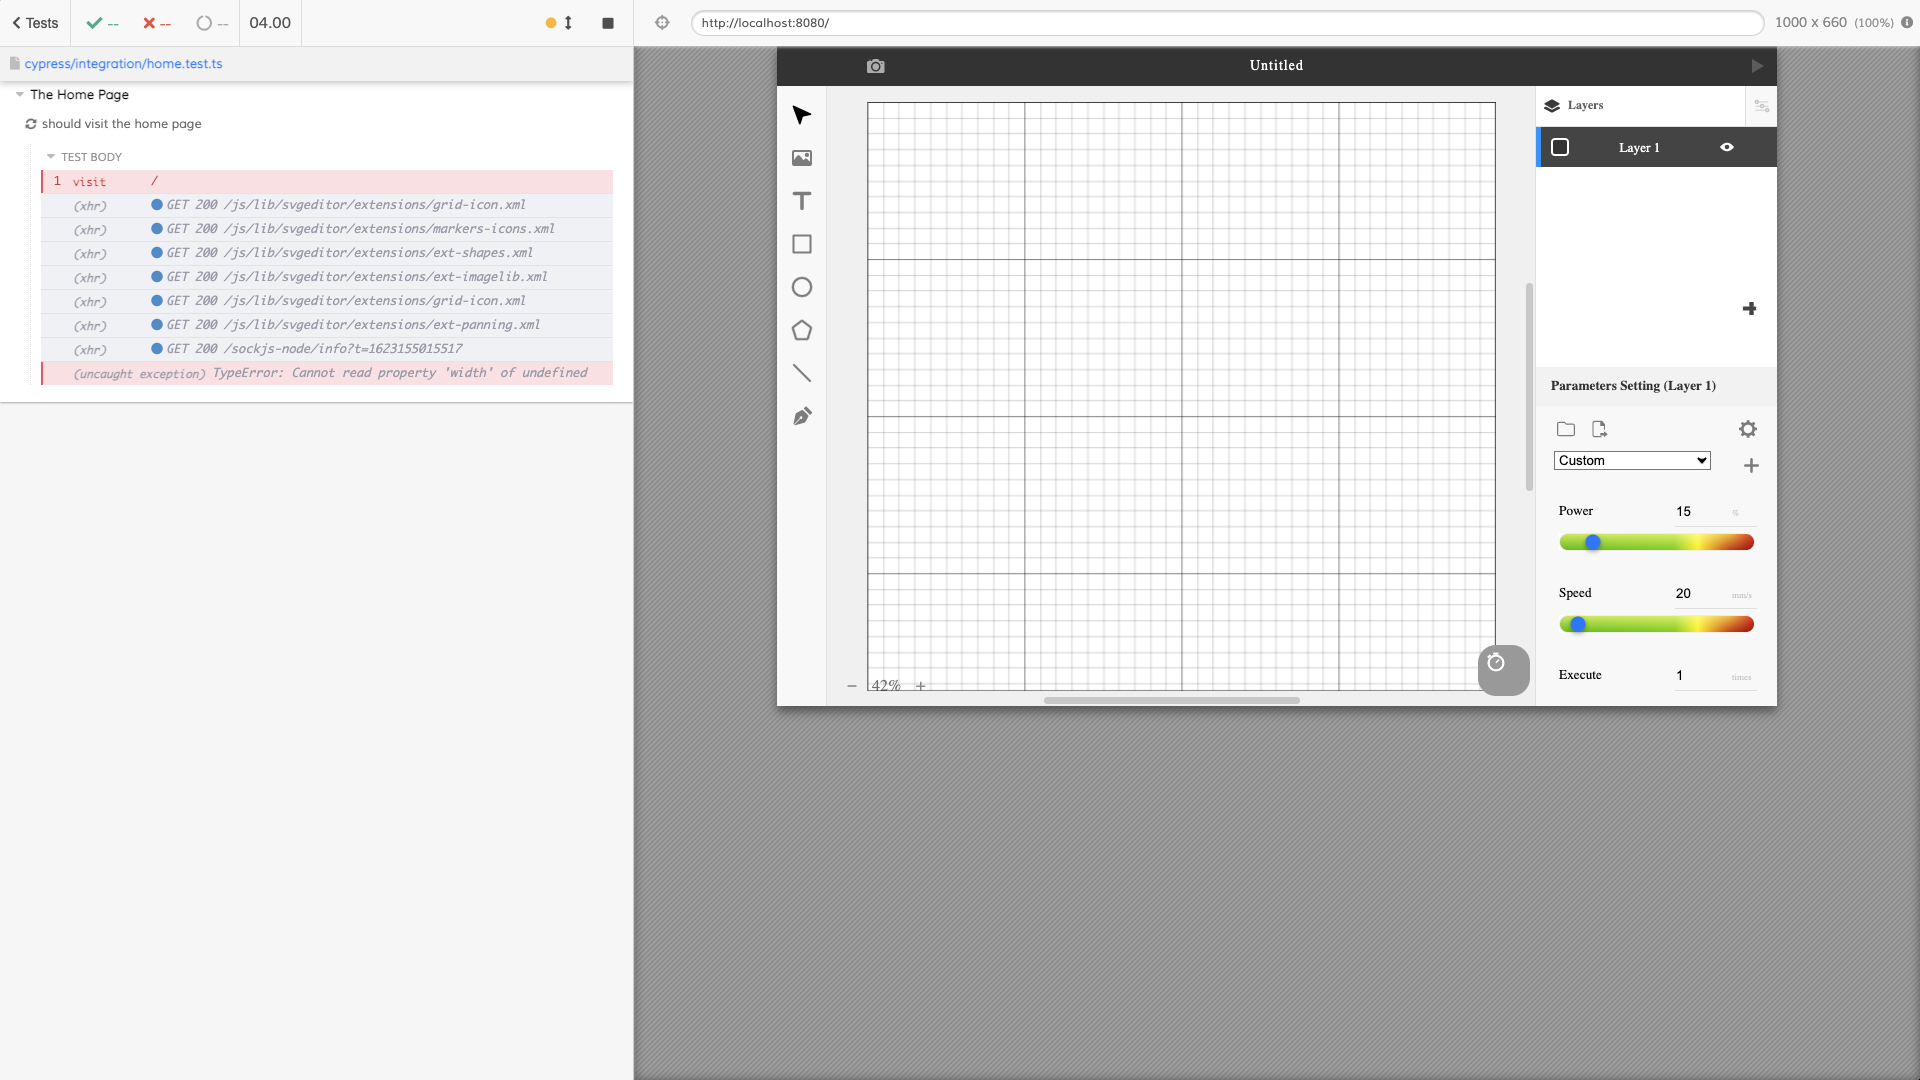 Tests -- -- -- 04.00
http://localhost:8080/ 1000 x 660 (100%)
cypress/integration/home.test.ts
The Home Page
should visit the home page
TEST BODY
1 visit /
(xhr) GET 200 /js/lib/svgeditor/extensions/grid-icon.xml
(xhr) GET 200 /js/lib/svgeditor/extensions/markers-icons.xml
(xhr) GET 200 /js/lib/svgeditor/extensions/ext-shapes.xml
(xhr) GET 200 /js/lib/svgeditor/extensions/ext-imagelib.xml
(xhr) GET 200 /js/lib/svgeditor/extensions/grid-icon.xml
(xhr) GET 200 /js/lib/svgeditor/extensions/ext-panning.xml
(xhr) GET 200 /sockjs-node/info?t=1623155015517
(uncaught exception) TypeError: Cannot read property 'width' of undefined
Untitled
Layers
Layer 1
Parameters Setting (Layer 1)
Custom
Power 15 %
Speed 20 mm/s
Execute 1 times
42%